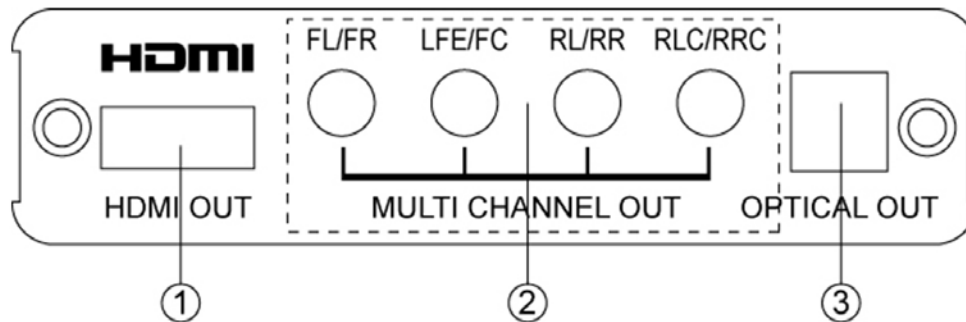 FL/FR LFE/FC RL/RR RLC/RRC
HDMI
HDMI OUT MULTI CHANNEL OUT OPTICAL OUT
1 2 3